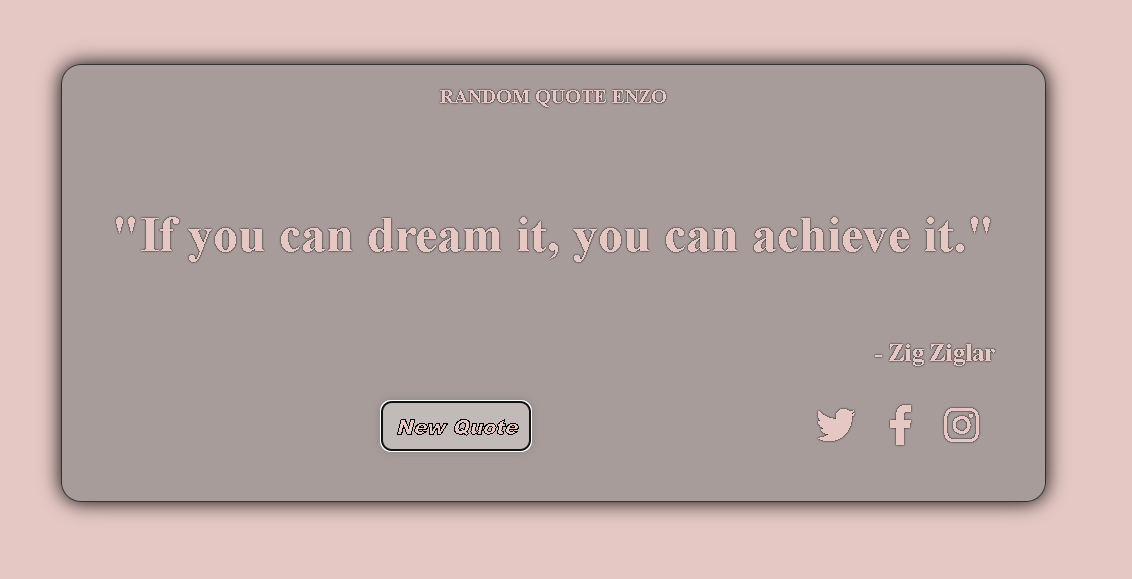 RANDOM QUOTE ENZO
"If you can dream it, you can achieve it."
- Zig Ziglar
New Quote